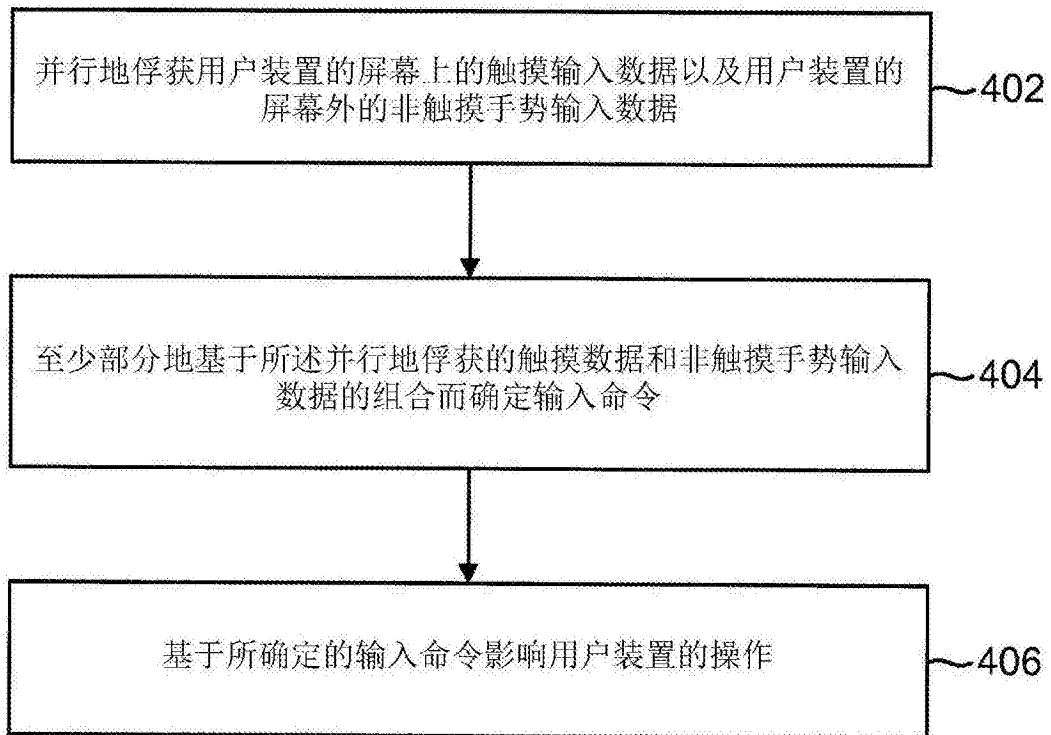 并行地俘获用户装置的屏幕上的触摸输入数据以及用户装置的
屏幕外的非触摸手势输入数据
402
至少部分地基于所述并行地俘获的触摸数据和非触摸手势输入
数据的组合而确定输入命令
404
基于所确定的输入命令影响用户装置的操作
406